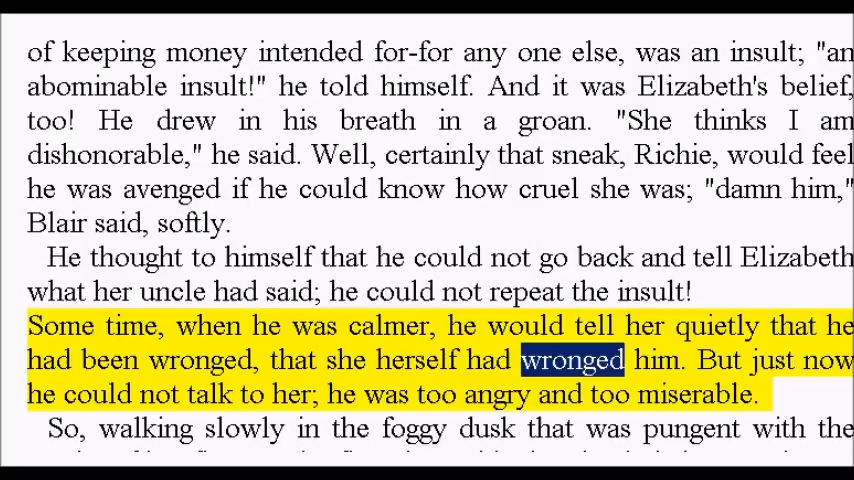 of keeping money intended for-for any one else, was an insult; "an
abominable insult!" he told himself. And it was Elizabeth's belief,
too! He drew in his breath in a groan. "She thinks I am
dishonorable," he said. Well, certainly that sneak, Richie, would feel
he was avenged if he could know how cruel she was; "damn him,"
Blair said, softly.
He thought to himself that he could not go back and tell Elizabeth
what her uncle had said; he could not repeat the insult!
Some time, when he was calmer, he would tell her quietly that he
had been wronged, that she herself had wronged him. But just now
he could not talk to her; he was too angry and too miserable.
So, walking slowly in the foggy dusk that was pungent with the